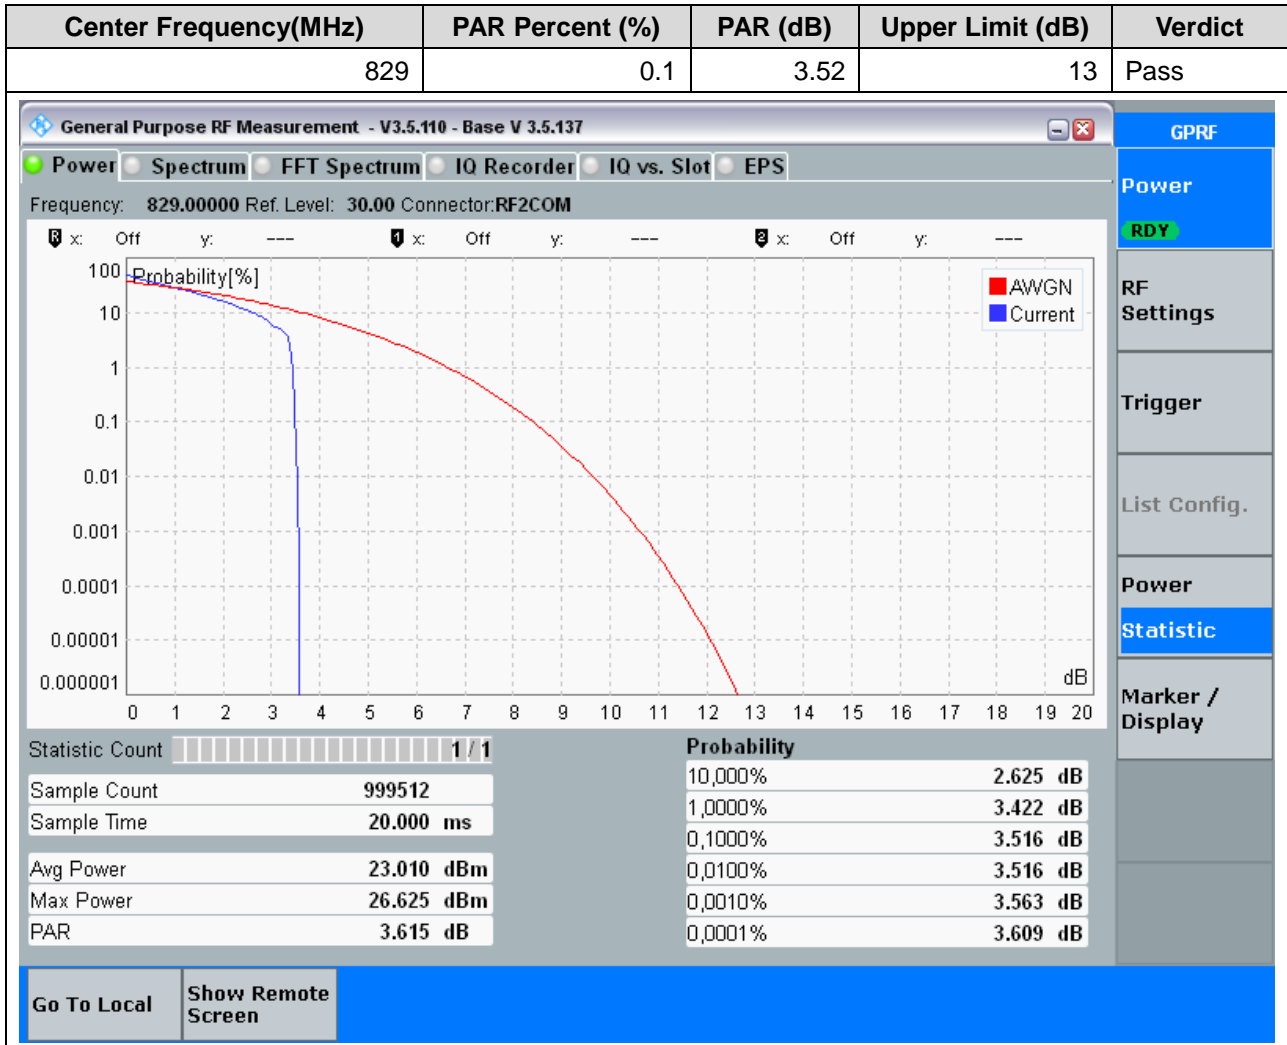 Center Frequency(MHz) PAR Percent (%) PAR (dB) Upper Limit (dB) Verdict
829 0.1 3.52 13 Pass
General Purpose RF Measurement - V3.5.110 - Base V 3.5.137
GPRF
Power Spectrum FFT Spectrum IQ Recorder IQ vs. Slot EPS
Frequency: 829.00000 Ref. Level: 30.00 Connector:RF2COM
R x: Off y: --- 1 x: Off y: --- 2 x: Off y: ---
Probability[%]
100
10
1
0.1
0.01
0.001
0.0001
0.00001
0.000001
AWGN
Current
dB
0 1 2 3 4 5 6 7 8 9 10 11 12 13 14 15 16 17 18 19 20
Power
RDY
RF
Settings
Trigger
List Config.
Power
Statistic
Marker /
Display
Statistic Count 1 / 1
Sample Count 999512
Sample Time 20.000 ms
Avg Power 23.010 dBm
Max Power 26.625 dBm
PAR 3.615 dB
Probability
10,000% 2.625 dB
1,0000% 3.422 dB
0,1000% 3.516 dB
0,0100% 3.516 dB
0,0010% 3.563 dB
0,0001% 3.609 dB
Go To Local
Show Remote
Screen